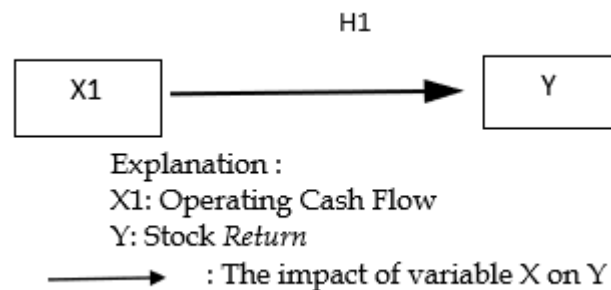 H1
X1
Y
Explanation :
X1: Operating Cash Flow
Y: Stock Return
: The impact of variable X on Y